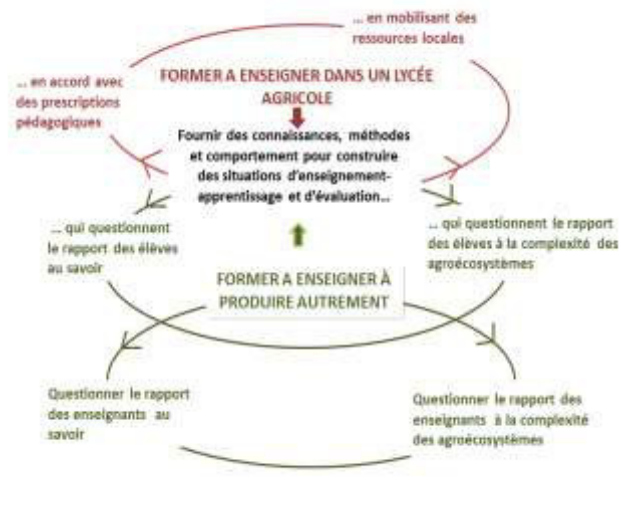 ... en mobilisant des
ressources locales
... en accord avec
des prescriptions
pédagogiques
FORMER A ENSEIGNER DANS UN LYCÉE
AGRICOLE
Fournir des connaissances, méthodes
et comportement pour construire
des situations d'enseignement-
apprentissage et d'évaluation...
... qui questionnent
le rapport des élèves
au savoir
... qui questionnent le rapport
des élèves à la complexité des
agroécosystèmes
FORMER A ENSEIGNER À
PRODUIRE AUTREMENT
Questionner le rapport
des enseignants au
savoir
Questionner le rapport des
enseignants à la complexité
des agroécosystèmes